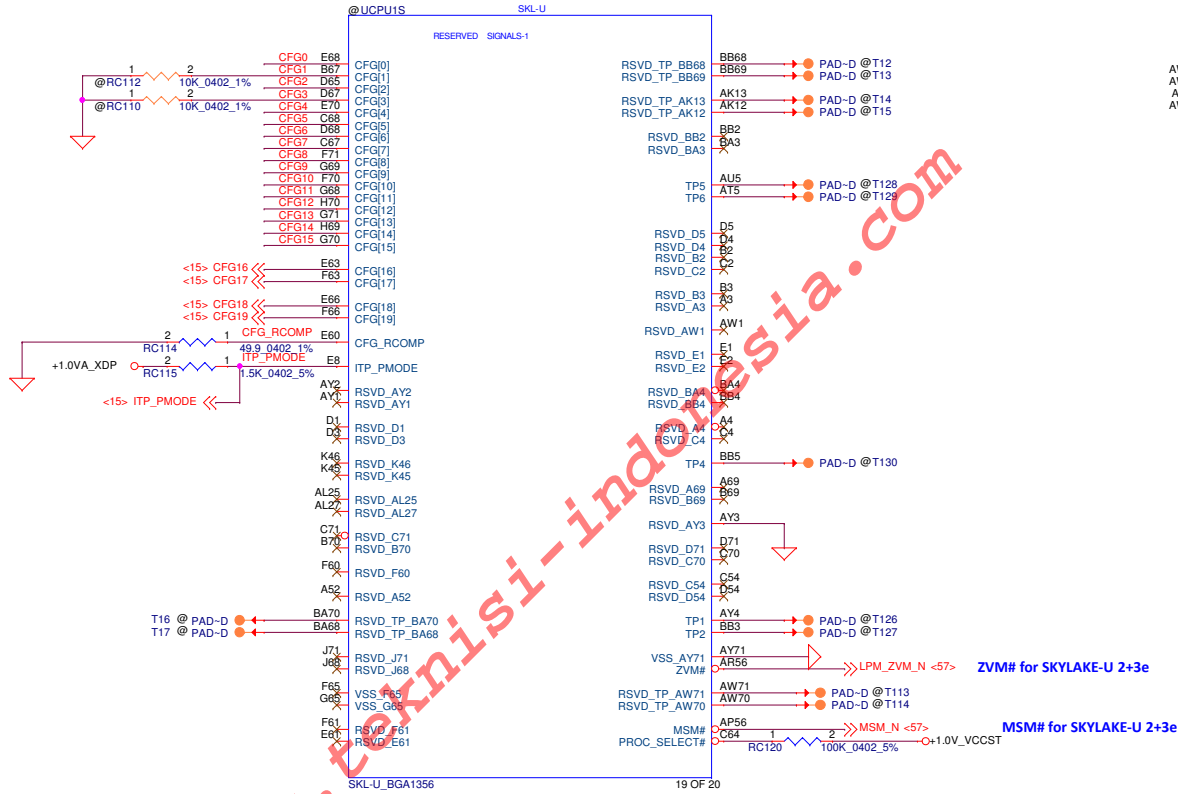 @UCPU1S SKL-U
RESERVED SIGNALS-1
CFG0 E68 CFG[0]
CFG1 B67 CFG[1]
CFG2 D65 CFG[2]
CFG3 D67 CFG[3]
CFG4 E70 CFG[4]
CFG5 C68 CFG[5]
CFG6 D68 CFG[6]
CFG7 C67 CFG[7]
CFG8 F71 CFG[8]
CFG9 G69 CFG[9]
CFG10 F70 CFG[10]
CFG11 G68 CFG[11]
CFG12 H70 CFG[12]
CFG13 G71 CFG[13]
CFG14 H69 CFG[14]
CFG15 G70 CFG[15]
1 2
@RC112 10K_0402_1%
1 2
@RC110 10K_0402_1%
<15> CFG16 E63 CFG[16]
<15> CFG17 F63 CFG[17]
<15> CFG18 E66 CFG[18]
<15> CFG19 F66 CFG[19]
2 1 CFG_RCOMP E60 CFG_RCOMP
RC114 49.9_0402_1%
+1.0VA_XDP 2 1 ITP_PMODE E8 ITP_PMODE
RC115 1.5K_0402_5%
<15> ITP_PMODE
AY2 RSVD_AY2
AY1 RSVD_AY1
D1 RSVD_D1
D3 RSVD_D3
K46 RSVD_K46
K45 RSVD_K45
AL25 RSVD_AL25
AL27 RSVD_AL27
C71 RSVD_C71
B70 RSVD_B70
F60 RSVD_F60
A52 RSVD_A52
T16 @ PAD~D BA70 RSVD_TP_BA70
T17 @ PAD~D BA68 RSVD_TP_BA68
J71 RSVD_J71
J68 RSVD_J68
F65 VSS_F65
G65 VSS_G65
F61 RSVD_F61
E61 RSVD_E61
RSVD_TP_BB68 BB68 PAD~D @T12
RSVD_TP_BB69 BB69 PAD~D @T13
RSVD_TP_AK13 AK13 PAD~D @T14
RSVD_TP_AK12 AK12 PAD~D @T15
RSVD_BB2 BB2
RSVD_BA3 BA3
TP5 AU5 PAD~D @T128
TP6 AT5 PAD~D @T129
RSVD_D5 D5
RSVD_D4 D4
RSVD_B2 B2
RSVD_C2 C2
RSVD_B3 B3
RSVD_A3 A3
RSVD_AW1 AW1
RSVD_E1 E1
RSVD_E2 E2
RSVD_BA4 BA4
RSVD_BB4 BB4
RSVD_A4 A4
RSVD_C4 C4
TP4 BB5 PAD~D @T130
RSVD_A69 A69
RSVD_B69 B69
RSVD_AY3 AY3
RSVD_D71 D71
RSVD_C70 C70
RSVD_C54 C54
RSVD_D54 D54
TP1 AY4 PAD~D @T126
TP2 BB3 PAD~D @T127
VSS_AY71 AY71
ZVM# AR56 LPM_ZVM_N <57> ZVM# for SKYLAKE-U 2+3e
RSVD_TP_AW71 AW71 PAD~D @T113
RSVD_TP_AW70 AW70 PAD~D @T114
MSM# AP56 MSM_N <57> MSM# for SKYLAKE-U 2+3e
PROC_SELECT# C64 1 2 +1.0V_VCCST
RC120 100K_0402_5%
SKL-U_BGA1356 19 OF 20
.teknisi-indonesia.com